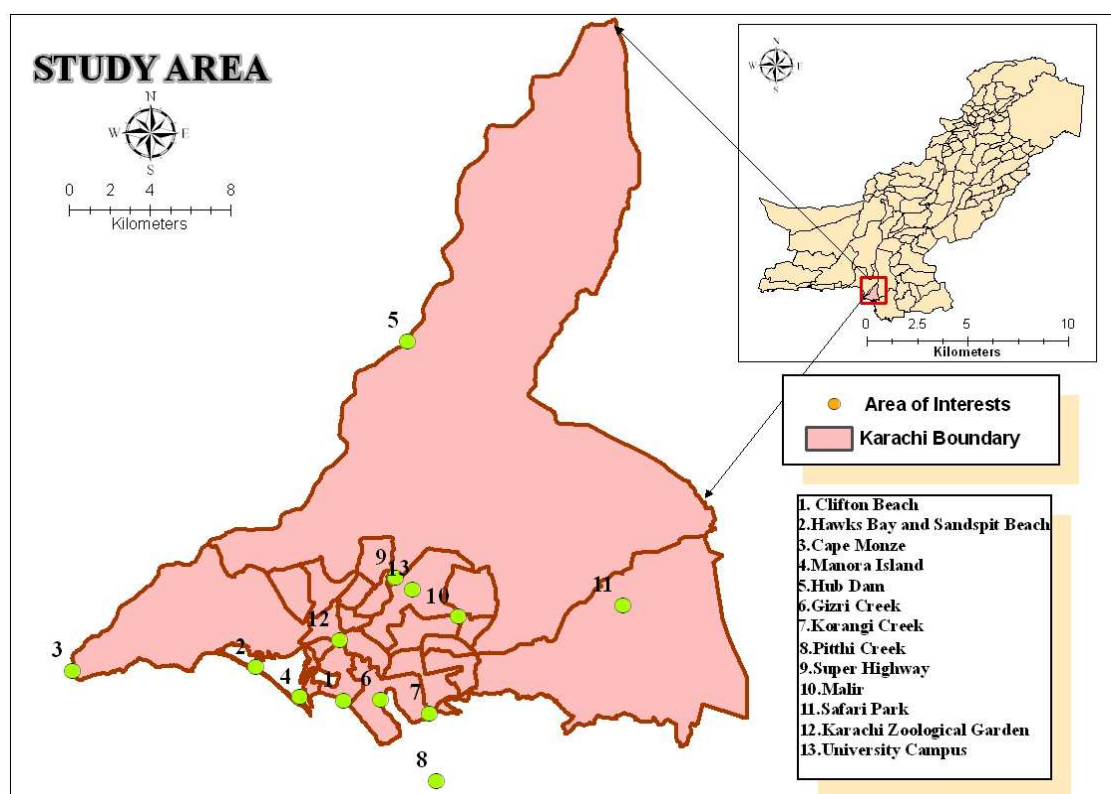 STUDY AREA
N
W E
S
0 2 4 8
Kilometers
N
W E
S
0 2.5 5 10
Kilometers
Area of Interests
Karachi Boundary
1. Clifton Beach
2.Hawks Bay and Sandspit Beach
3.Cape Monze
4.Manora Island
5.Hub Dam
6.Gizri Creek
7.Korangi Creek
8.Pitthi Creek
9.Super Highway
10.Malir
11.Safari Park
12.Karachi Zoological Garden
13.University Campus
5
9
13
11
10
12
3
2
4
1
6
7
8